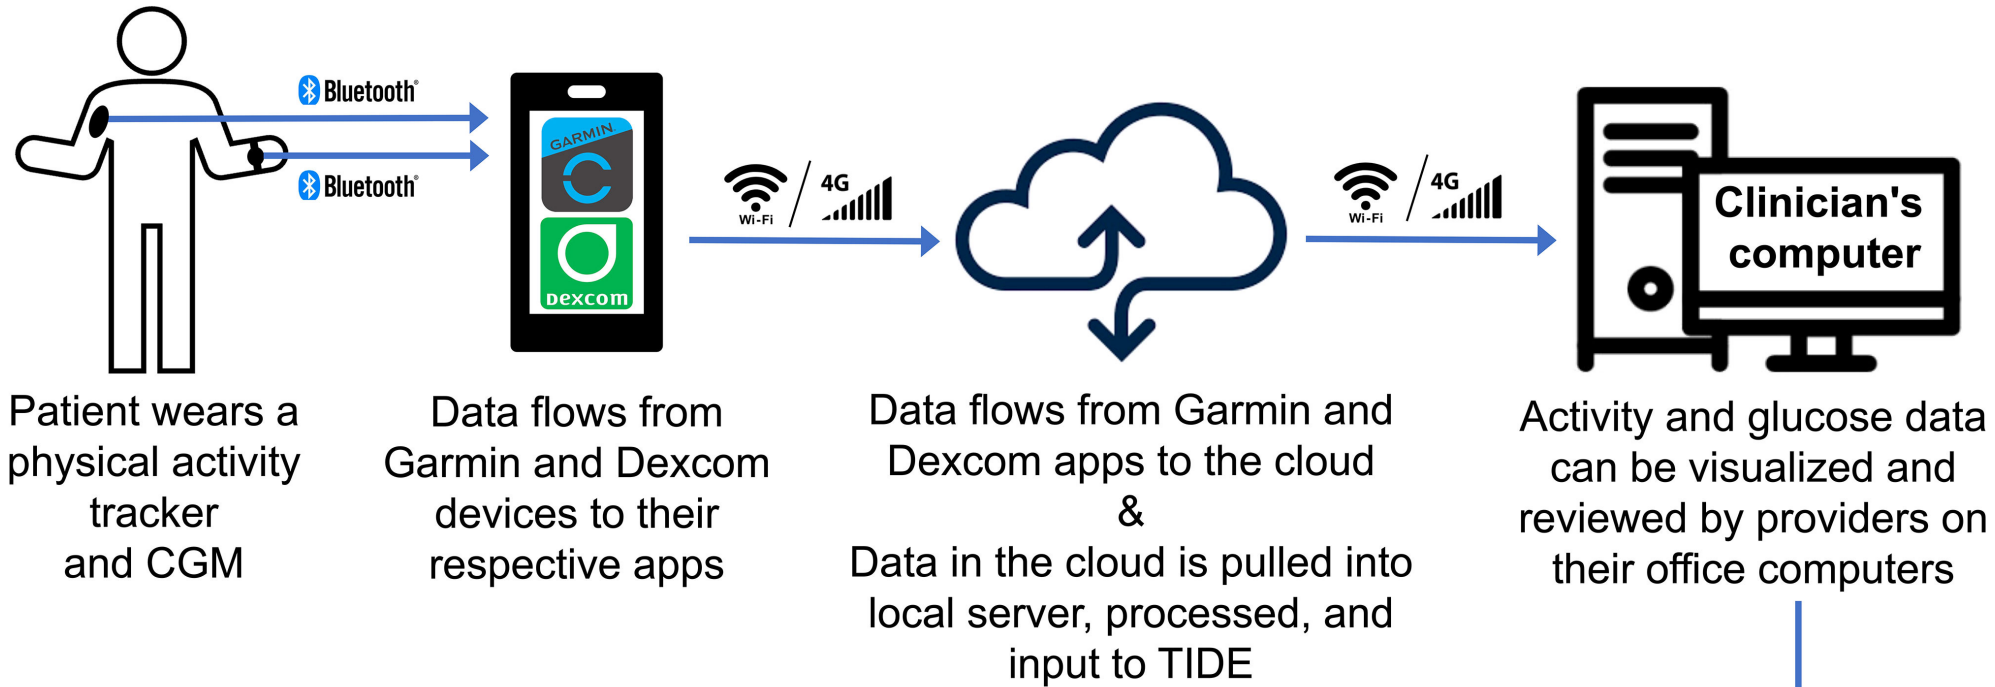 Bluetooth®
Bluetooth®
GARMIN.
Dexcom
Wi-Fi
4G
Wi-Fi
4G
Clinician's
computer
Patient wears a
physical activity
tracker
and CGM
Data flows from
Garmin and Dexcom
devices to their
respective apps
Data flows from Garmin and
Dexcom apps to the cloud
&
Data in the cloud is pulled into
local server, processed, and
input to TIDE
Activity and glucose data
can be visualized and
reviewed by providers on
their office computers